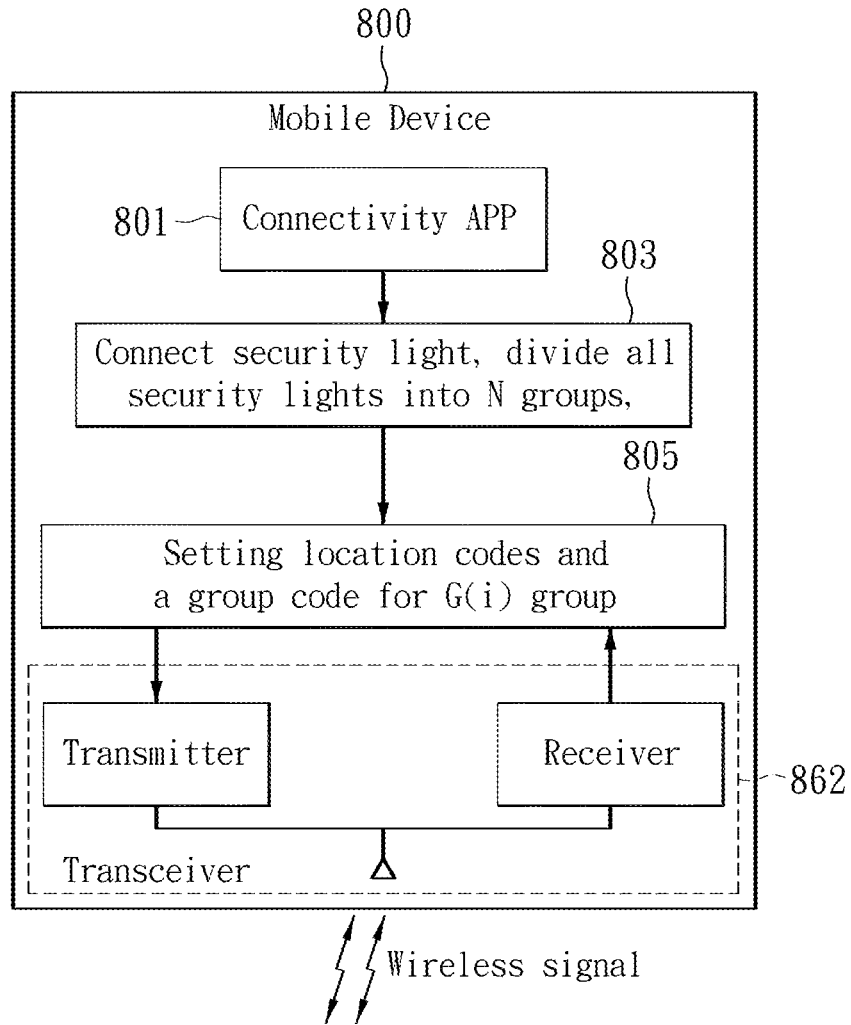 800
Mobile Device
801
Connectivity APP
803
Connect security light, divide all
security lights into N groups,
805
Setting location codes and
a group code for G(i) group
Transmitter
Receiver
862
Transceiver
Wireless signal